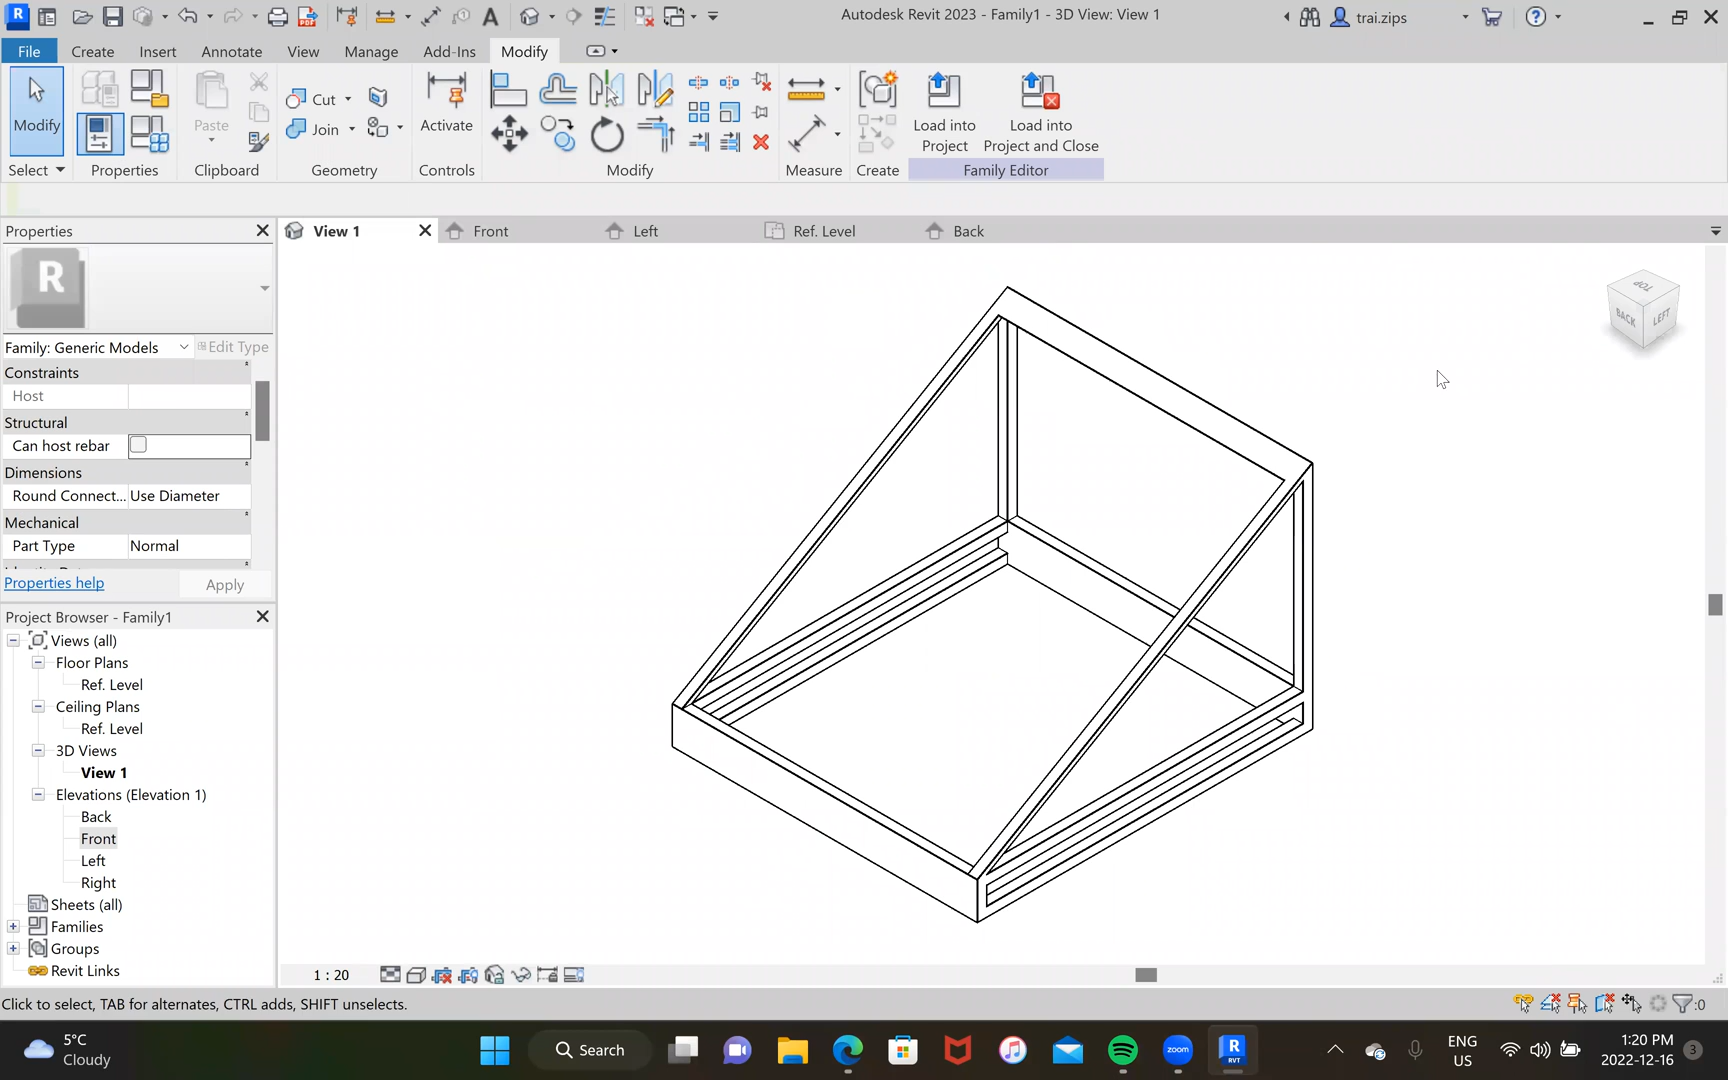 Autodesk Revit 2023 - Family1 - 3D View: View 1
trai.zips
File Create Insert Annotate View Manage Add-Ins Modify
Modify
Paste
Cut
Join
Activate
Load into Project
Load into Project and Close
Select Properties Clipboard Geometry Controls Modify Measure Create Family Editor
Properties
View 1 Front Left Ref. Level Back
R
Family: Generic Models Edit Type
Constraints
Host
Structural
Can host rebar
Dimensions
Round Connect... Use Diameter
Mechanical
Part Type Normal
Properties help Apply
Project Browser - Family1
Views (all)
Floor Plans
Ref. Level
Ceiling Plans
Ref. Level
3D Views
View 1
Elevations (Elevation 1)
Back
Front
Left
Right
Sheets (all)
Families
Groups
Revit Links
TOP
BACK LEFT
1 : 20
Click to select, TAB for alternates, CTRL adds, SHIFT unselects.
:0
5°C
Cloudy
Search
zoom
R
RVT
ENG
US
1:20 PM
2022-12-16
3